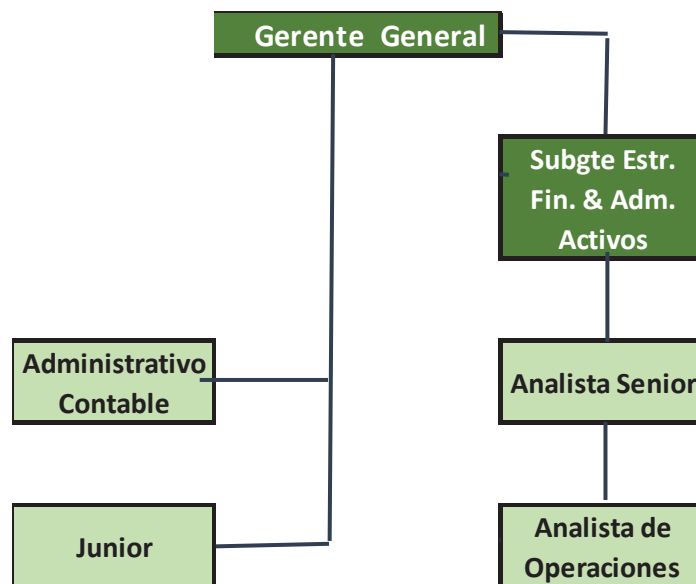 Gerente General
Subgte Estr.
Fin. & Adm.
Activos
Administrativo
Contable
Analista Senior
Junior
Analista de
Operaciones